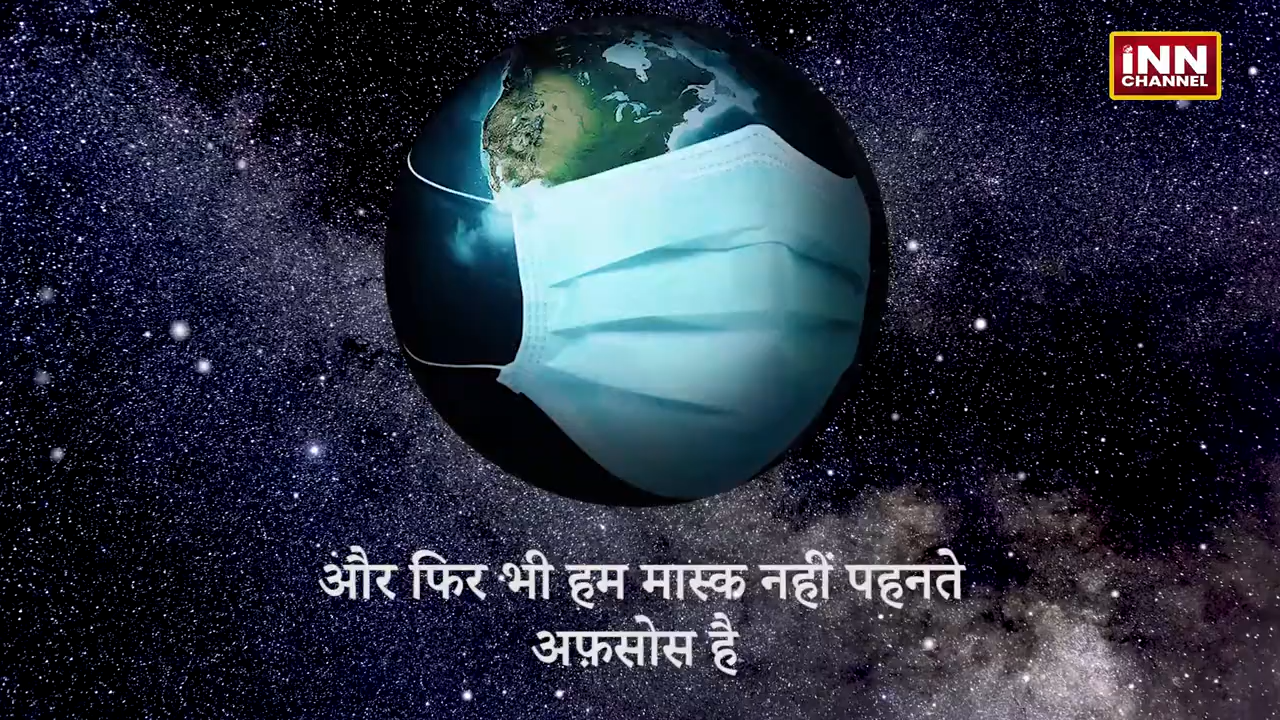 iNN
CHANNEL
और फिर भी हम मास्क नहीं पहनते
अफ़सोस है